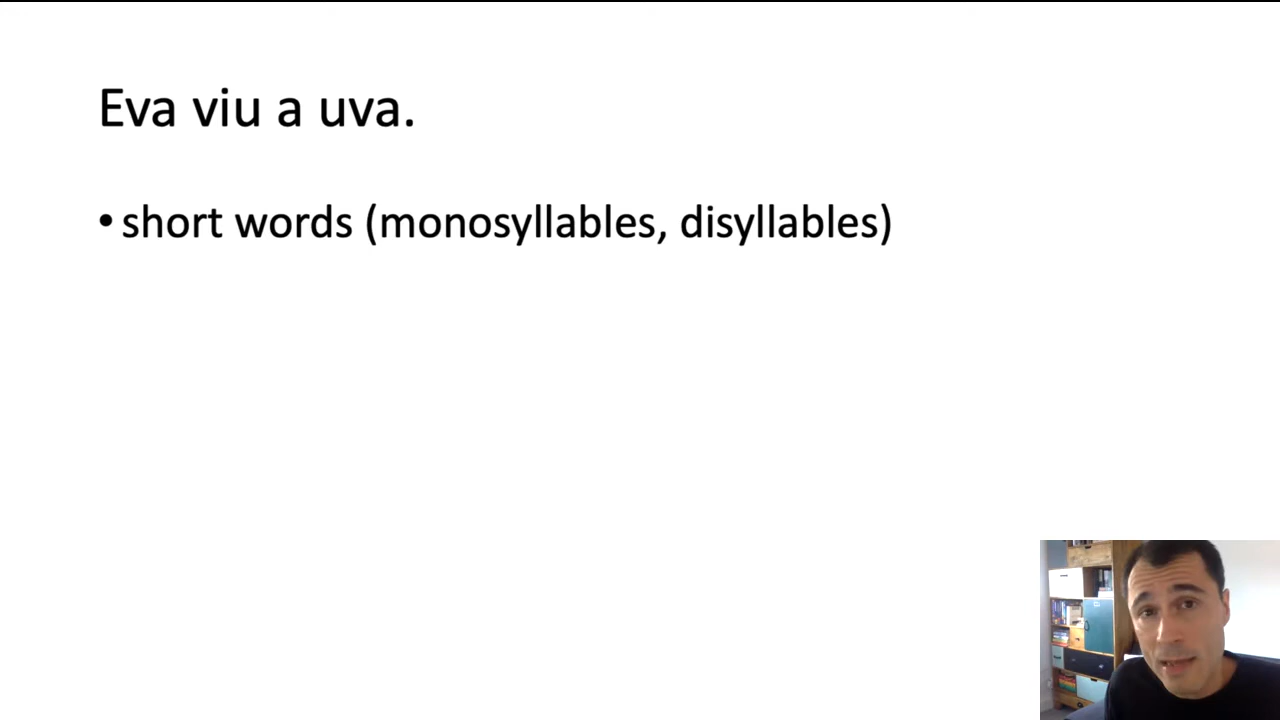 Eva viu a uva.
• short words (monosyllables, disyllables)